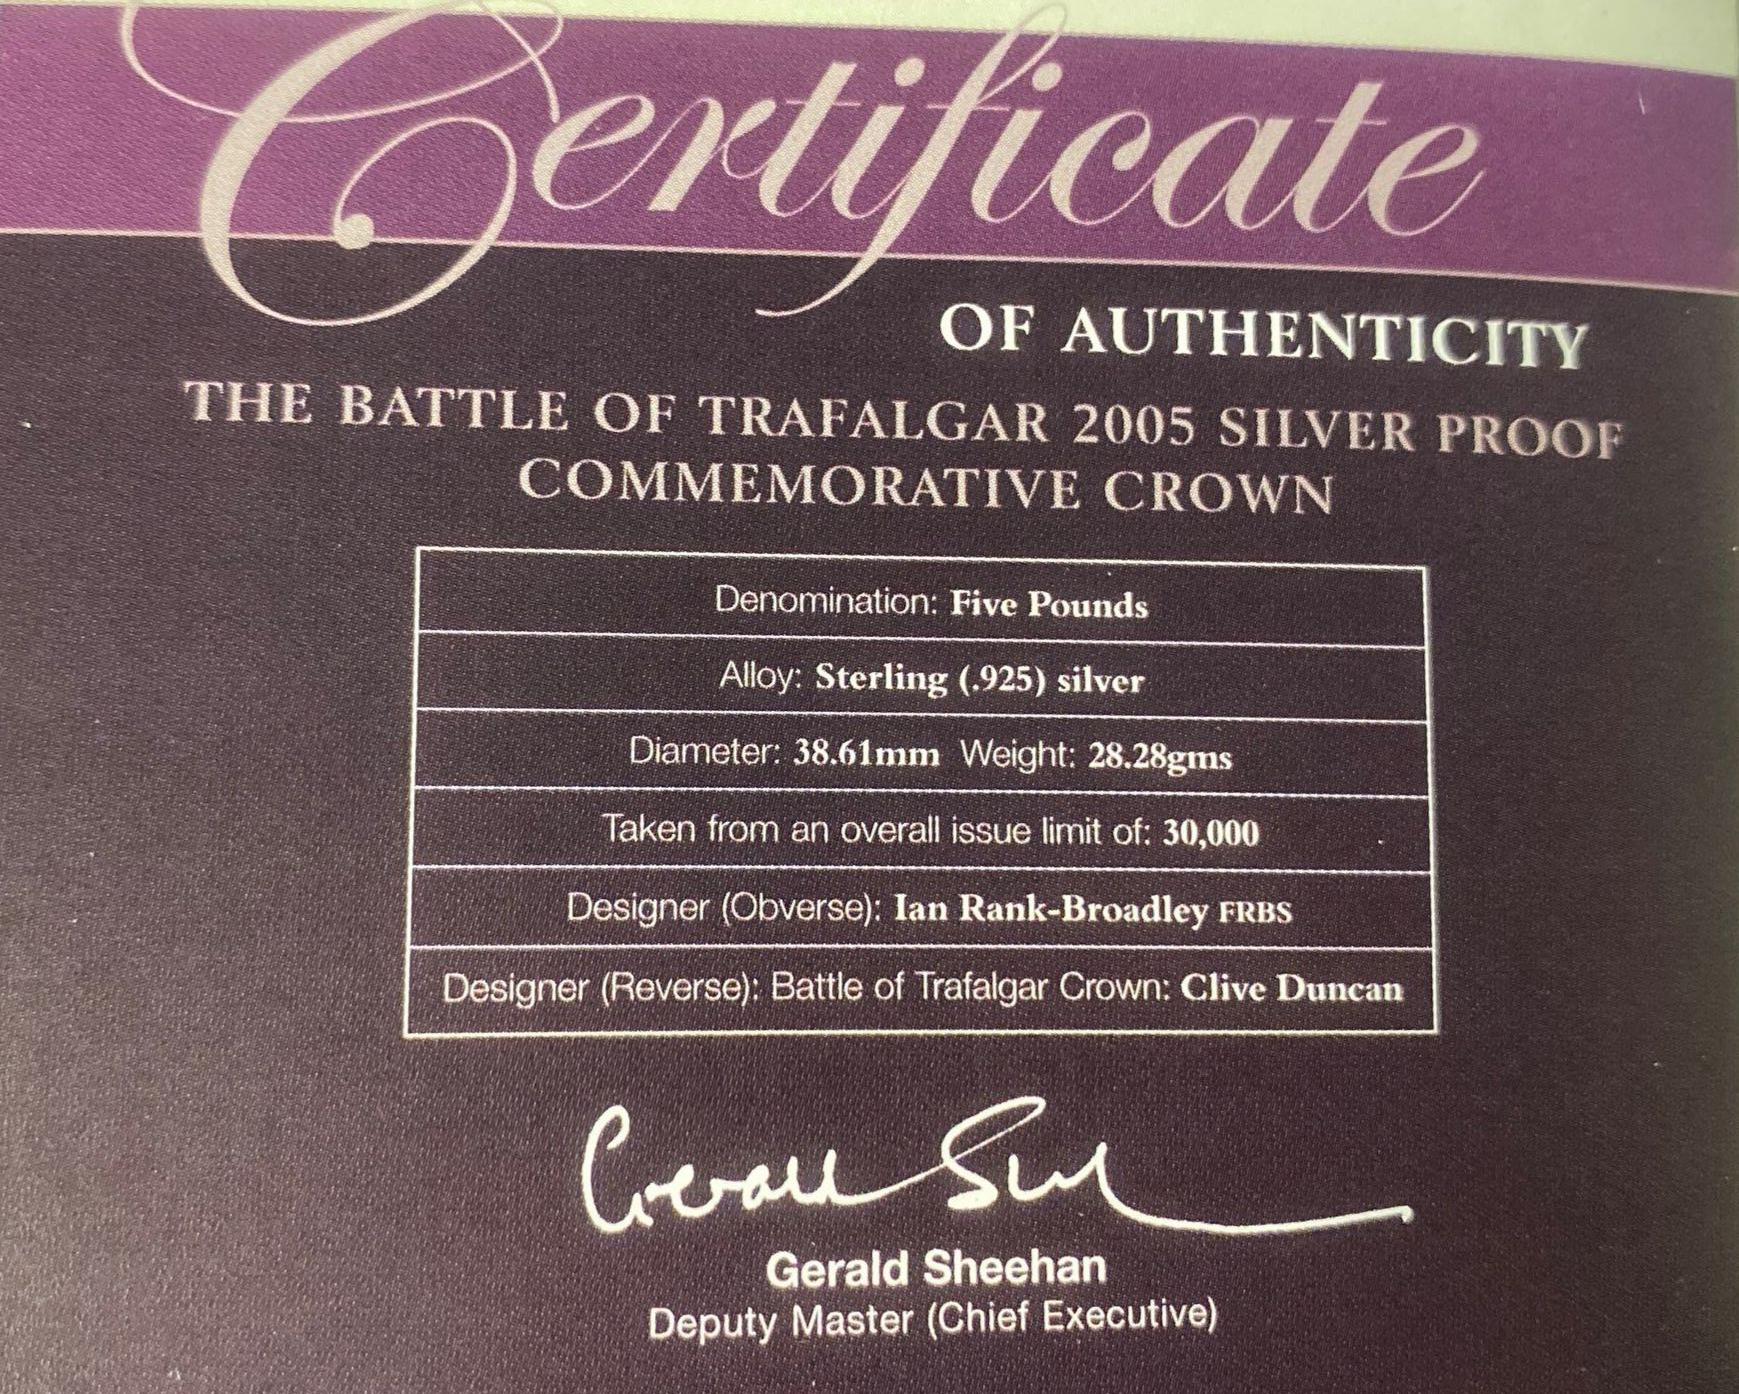 Certificate
OF AUTHENTICITY
THE BATTLE OF TRAFALGAR 2005 SILVER PROOF
COMMEMORATIVE CROWN
Denomination: Five Pounds
Alloy: Sterling (.925) silver
Diameter: 38.61mm Weight: 28.28gms
Taken from an overall issue limit of: 30,000
Designer (Obverse): Ian Rank-Broadley FRBS
Designer (Reverse): Battle of Trafalgar Crown: Clive Duncan
Gerald Sheehan
Deputy Master (Chief Executive)